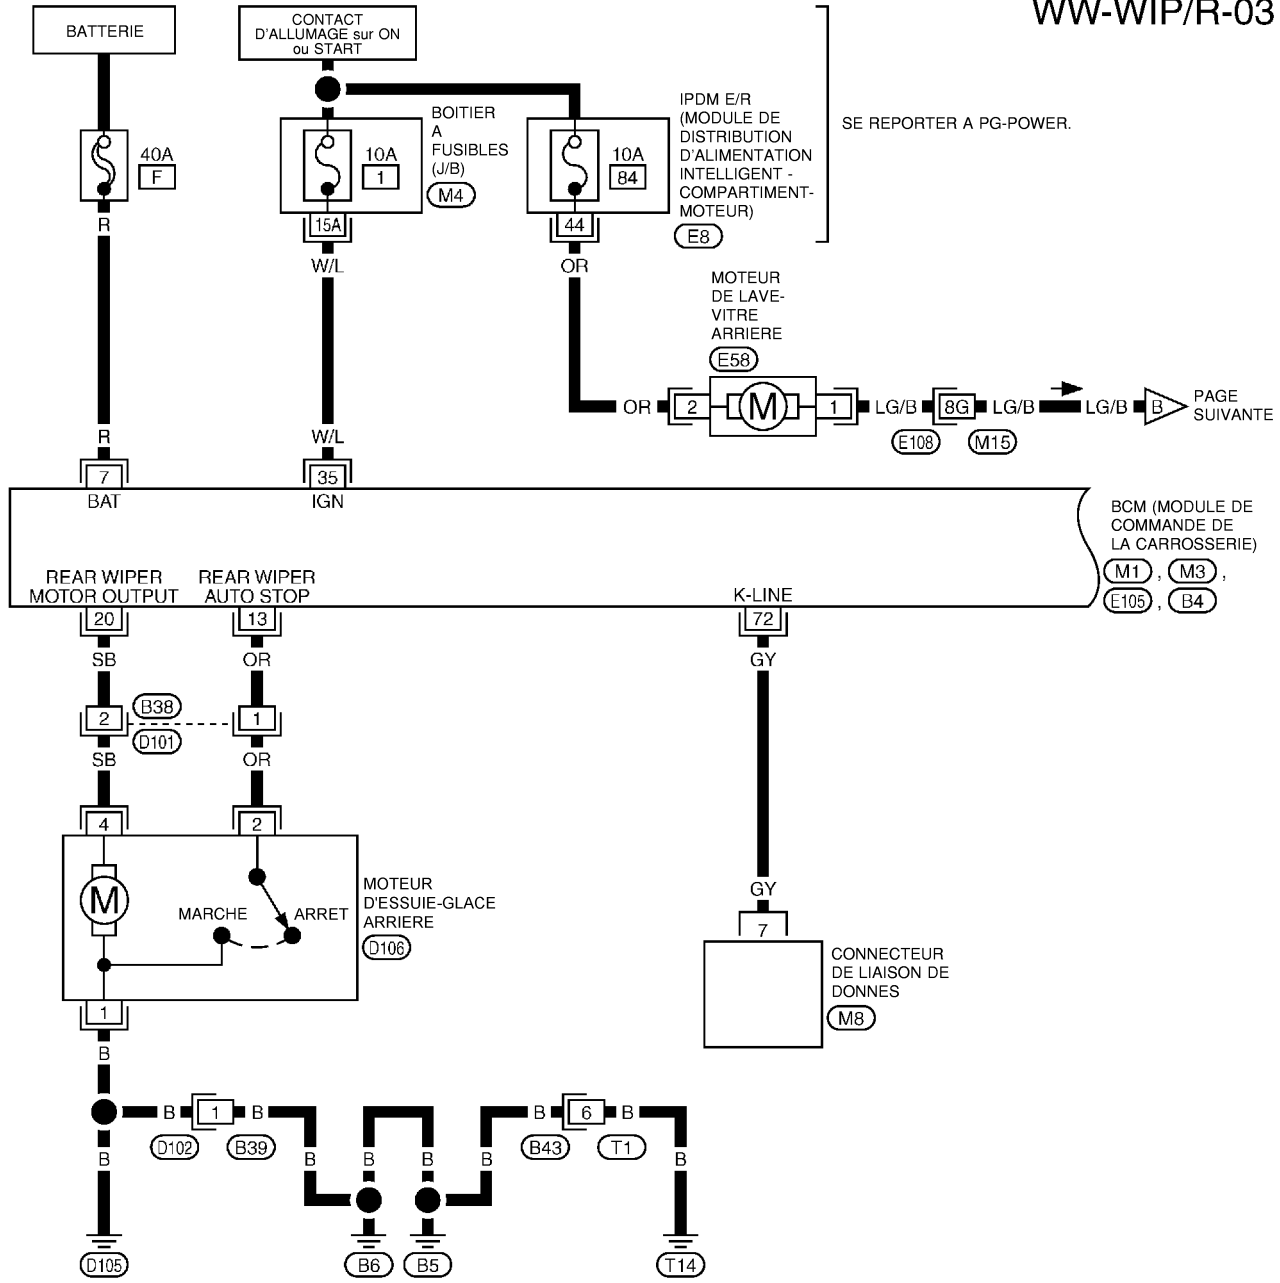 WW-WIP/R-03
BATTERIE
CONTACT
D'ALLUMAGE sur ON
ou START
40A
F
10A
1
BOITIER
A
FUSIBLES
(J/B)
M4
10A
84
IPDM E/R
(MODULE DE
DISTRIBUTION
D'ALIMENTATION
INTELLIGENT -
COMPARTIMENT-
MOTEUR)
E8
SE REPORTER A PG-POWER.
R
15A
W/L
44
OR
MOTEUR
DE LAVE-
VITRE
ARRIERE
E58
OR
2
M
1
LG/B
8G
LG/B
LG/B
B
PAGE
SUIVANTE
E108
M15
R
W/L
7
BAT
35
IGN
BCM (MODULE DE
COMMANDE DE
LA CARROSSERIE)
M1 , M3 ,
E105 , B4
REAR WIPER
MOTOR OUTPUT
REAR WIPER
AUTO STOP
K-LINE
20
13
72
SB
OR
GY
2
B38
D101
1
SB
OR
4
2
M
MARCHE
ARRET
MOTEUR
D'ESSUIE-GLACE
ARRIERE
D106
GY
7
CONNECTEUR
DE LIAISON DE
DONNES
M8
1
B
B
1
B
B
6
B
D102
B39
B43
T1
B
B
B
B
B
B
D105
B6
B5
T14